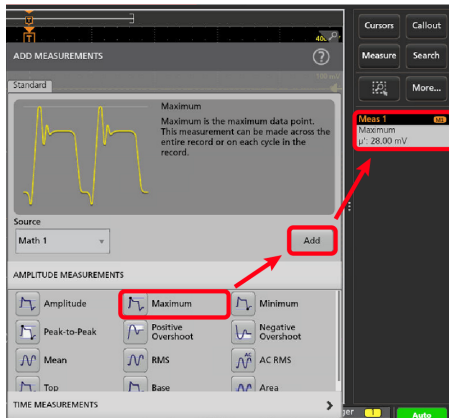 T
T
ADD MEASUREMENTS
?
Standard
Maximum
Maximum is the maximum data point.
This measurement can be made across the
entire record or on each cycle in the
record.
Source
Math 1
Add
AMPLITUDE MEASUREMENTS
Amplitude
Maximum
Minimum
Peak-to-Peak
Positive
Overshoot
Negative
Overshoot
Mean
RMS
AC
AC RMS
Top
Base
Area
TIME MEASUREMENTS
Cursors
Callout
Measure
Search
More...
Meas 1
Maximum
µ': 28.00 mV
1
Auto